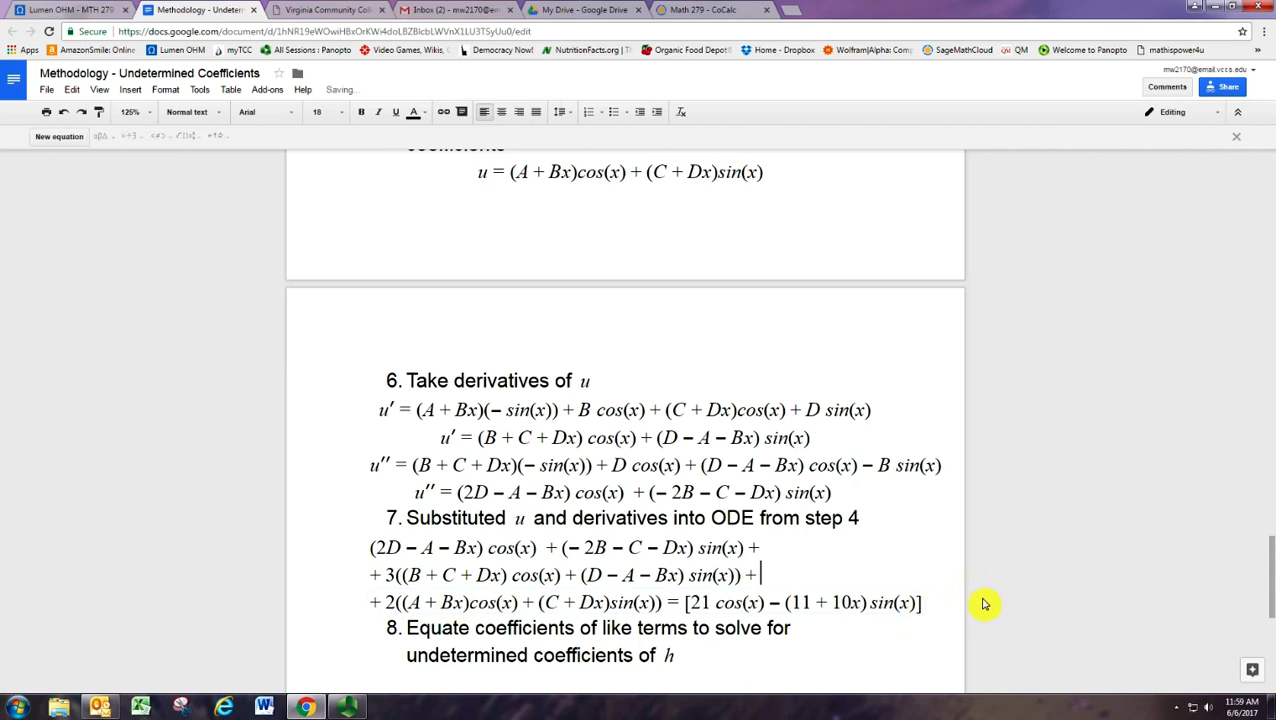 Lumen OHM - MTH 279
Methodology - Undeterm
Virginia Community Coll
Inbox (2) - mw2170@em
My Drive - Google Drive
Math 279 - CoCalc
Secure
https://docs.google.com/document/d/1hNR19eWOwiHBxOrKWi4doLBZBlcbLWVnX1LU3TSyUu0/edit
Apps
AmazonSmile: Online
Lumen OHM
myTCC
All Sessions : Panopto
Video Games, Wikis,
Democracy Now!
NutritionFacts.org | T
Organic Food Depot
Home - Dropbox
Wolfram|Alpha: Comp
SageMathCloud
QM
Welcome to Panopto
mathispower4u
Methodology - Undetermined Coefficients
mw2170@email.vccs.edu
File Edit View Insert Format Tools Table Add-ons Help Saving...
Comments
Share
125% Normal text Arial 18 B I U A Editing
New equation
coefficients
u = (A + Bx)cos(x) + (C + Dx)sin(x)
6. Take derivatives of u
u′ = (A + Bx)(− sin(x)) + B cos(x) + (C + Dx)cos(x) + D sin(x)
u′ = (B + C + Dx) cos(x) + (D − A − Bx) sin(x)
u′′ = (B + C + Dx)(− sin(x)) + D cos(x) + (D − A − Bx) cos(x) − B sin(x)
u′′ = (2D − A − Bx) cos(x) + (− 2B − C − Dx) sin(x)
7. Substituted u and derivatives into ODE from step 4
(2D − A − Bx) cos(x) + (− 2B − C − Dx) sin(x) +
+ 3((B + C + Dx) cos(x) + (D − A − Bx) sin(x)) +
+ 2((A + Bx)cos(x) + (C + Dx)sin(x)) = [21 cos(x) − (11 + 10x) sin(x)]
8. Equate coefficients of like terms to solve for
undetermined coefficients of h
11:59 AM
6/6/2017